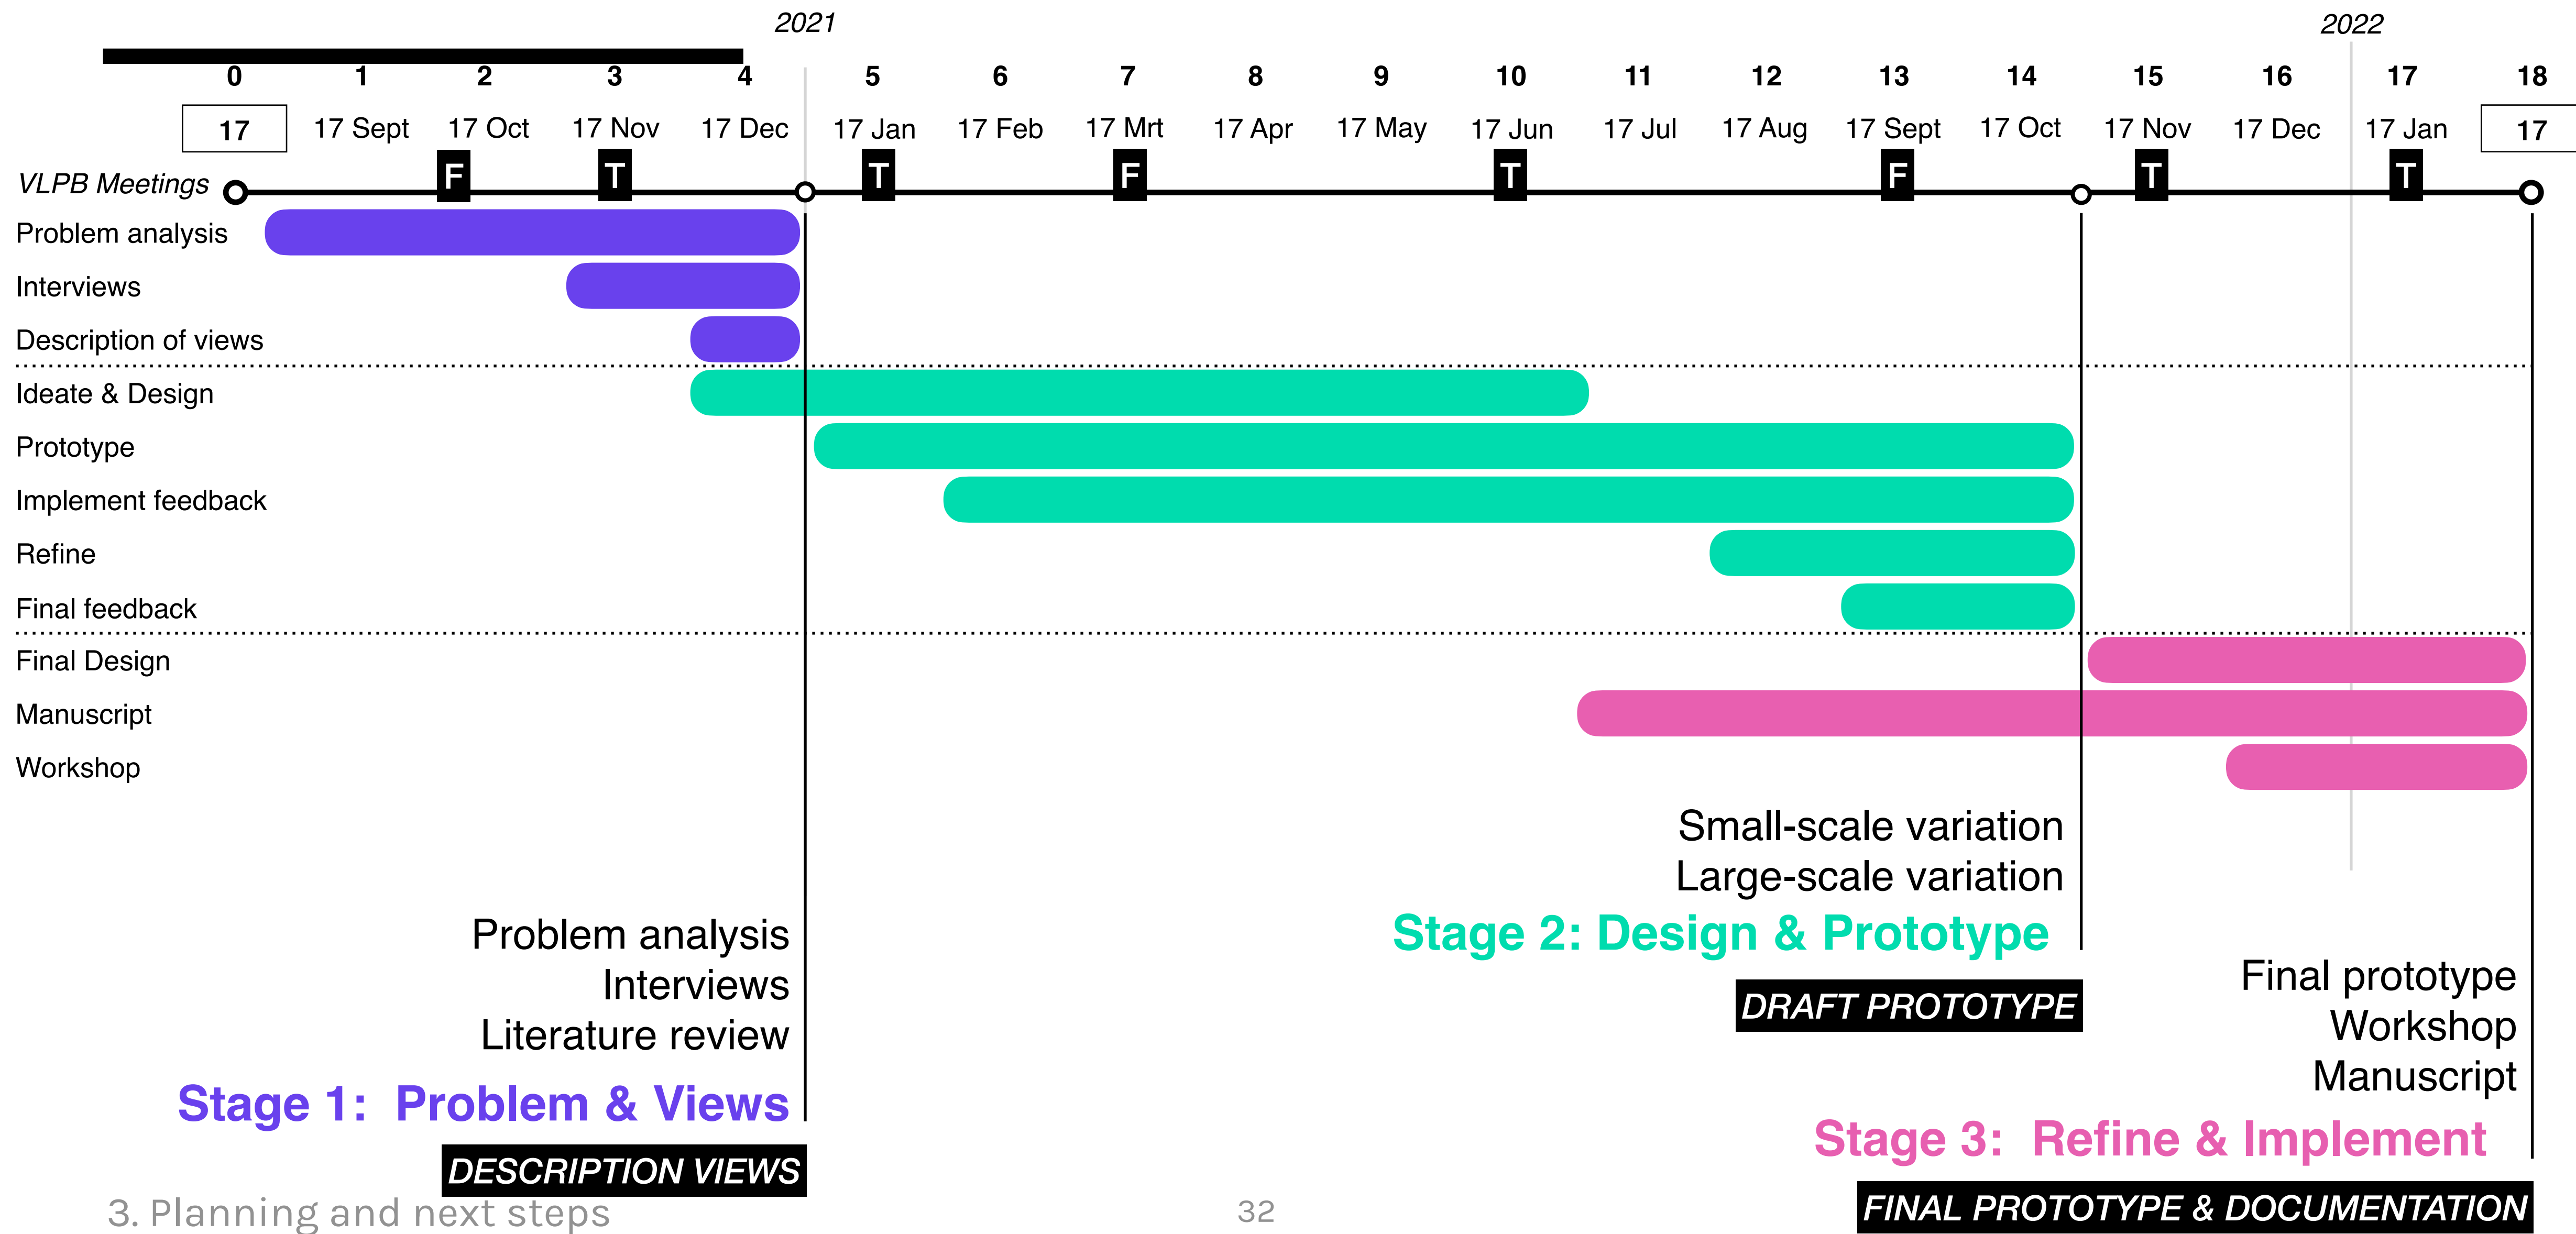 2021 2022
0 1 2 3 4 5 6 7 8 9 10 11 12 13 14 15 16 17 18
17 17 Sept 17 Oct 17 Nov 17 Dec 17 Jan 17 Feb 17 Mrt 17 Apr 17 May 17 Jun 17 Jul 17 Aug 17 Sept 17 Oct 17 Nov 17 Dec 17 Jan 17
VLPB Meetings F T T F T F T T
Problem analysis
Interviews
Description of views
Ideate & Design
Prototype
Implement feedback
Refine
Final feedback
Final Design
Manuscript
Workshop
Problem analysis
Interviews
Literature review
Stage 1: Problem & Views
DESCRIPTION VIEWS
Small-scale variation
Large-scale variation
Stage 2: Design & Prototype
DRAFT PROTOTYPE
Final prototype
Workshop
Manuscript
Stage 3: Refine & Implement
FINAL PROTOTYPE & DOCUMENTATION
3. Planning and next steps
32